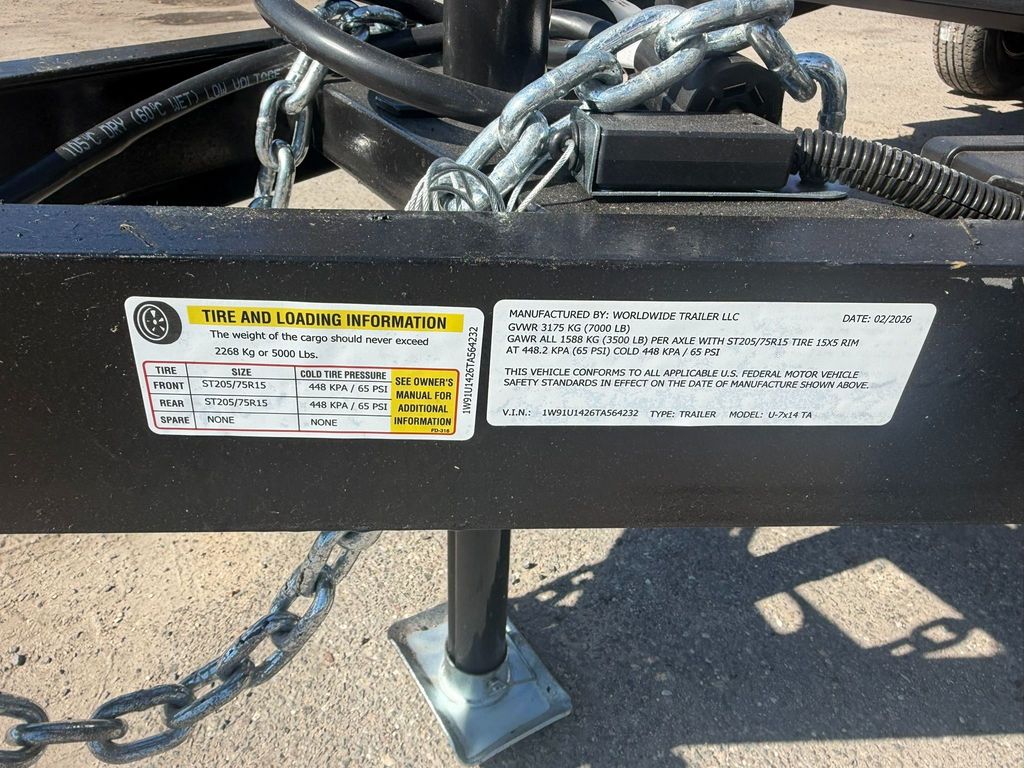 105°C DRY (60°C WET) LOW VOLTAGE
TIRE AND LOADING INFORMATION
The weight of the cargo should never exceed
2268 Kg or 5000 Lbs.
TIRE SIZE COLD TIRE PRESSURE
FRONT ST205/75R15 448 KPA / 65 PSI
REAR ST205/75R15 448 KPA / 65 PSI
SPARE NONE NONE
SEE OWNER'S
MANUAL FOR
ADDITIONAL
INFORMATION
FD-316
1W91U1426TA564232
MANUFACTURED BY: WORLDWIDE TRAILER LLC DATE: 02/2026
GVWR 3175 KG (7000 LB)
GAWR ALL 1588 KG (3500 LB) PER AXLE WITH ST205/75R15 TIRE 15X5 RIM
AT 448.2 KPA (65 PSI) COLD 448 KPA / 65 PSI
THIS VEHICLE CONFORMS TO ALL APPLICABLE U.S. FEDERAL MOTOR VEHICLE
SAFETY STANDARDS IN EFFECT ON THE DATE OF MANUFACTURE SHOWN ABOVE.
V.I.N.: 1W91U1426TA564232 TYPE: TRAILER MODEL: U-7x14 TA